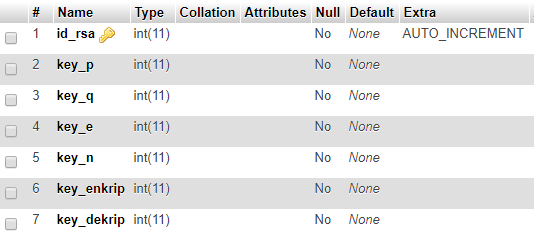 # Name Type Collation Attributes Null Default Extra
1 id_rsa int(11) No None AUTO_INCREMENT
2 key_p int(11) No None
3 key_q int(11) No None
4 key_e int(11) No None
5 key_n int(11) No None
6 key_enkrip int(11) No None
7 key_dekrip int(11) No None